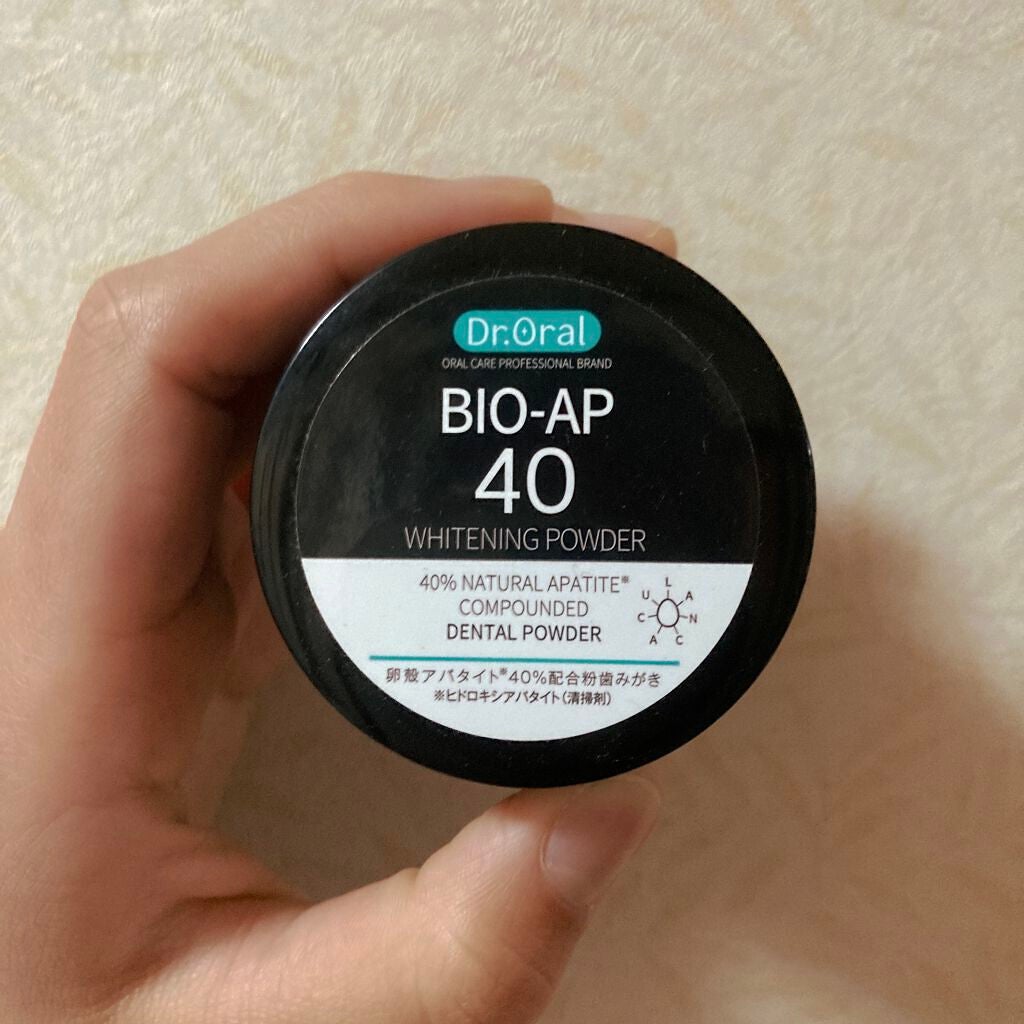 Dr.Oral
ORAL CARE PROFESSIONAL BRAND
BIO-AP
40
WHITENING POWDER
40% NATURAL APATITE※
COMPOUNDED
DENTAL POWDER
CUL ANCA
卵殻アパタイト※40%配合粉歯みがき
※ヒドロキシアパタイト(清掃剤)